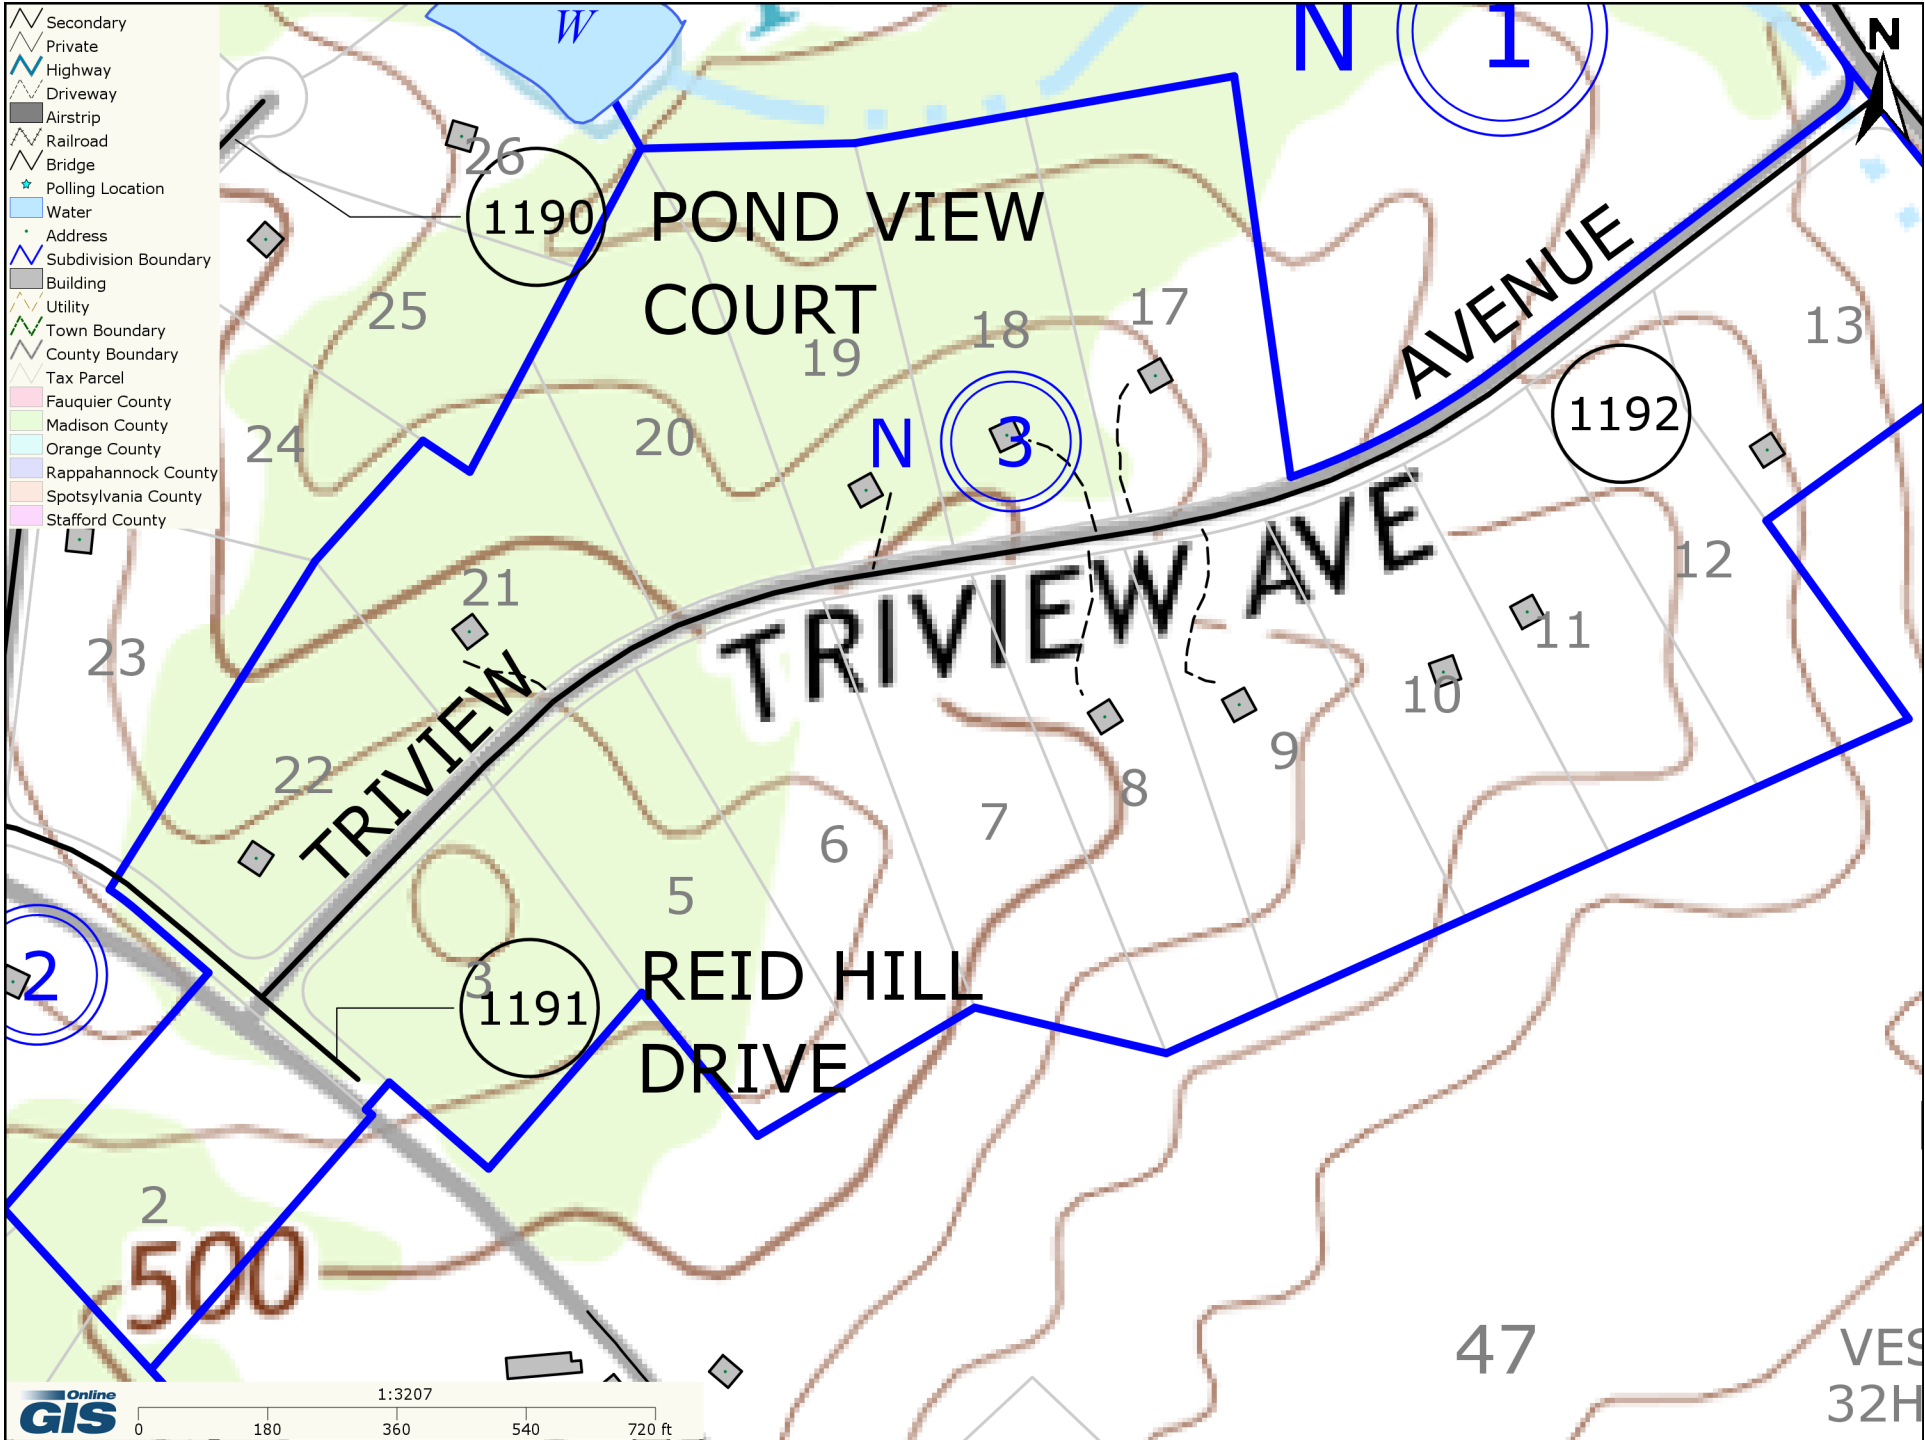 Secondary
Private
Highway
Driveway
Airstrip
Railroad
Bridge
Polling Location
Water
Address
Subdivision Boundary
Building
Utility
Town Boundary
County Boundary
Tax Parcel
Fauquier County
Madison County
Orange County
Rappahannock County
Spotsylvania County
Stafford County
W
N
1
N
26
1190
POND VIEW
COURT
25
24
23
22
21
20
19
18
17
N
3
AVENUE
1192
13
12
11
10
9
8
7
6
5
3
TRIVIEW AVE
TRIVIEW
2
1191
REID HILL
DRIVE
2
500
47
VES
32H
Online
GIS
1:3207
0 180 360 540 720 ft